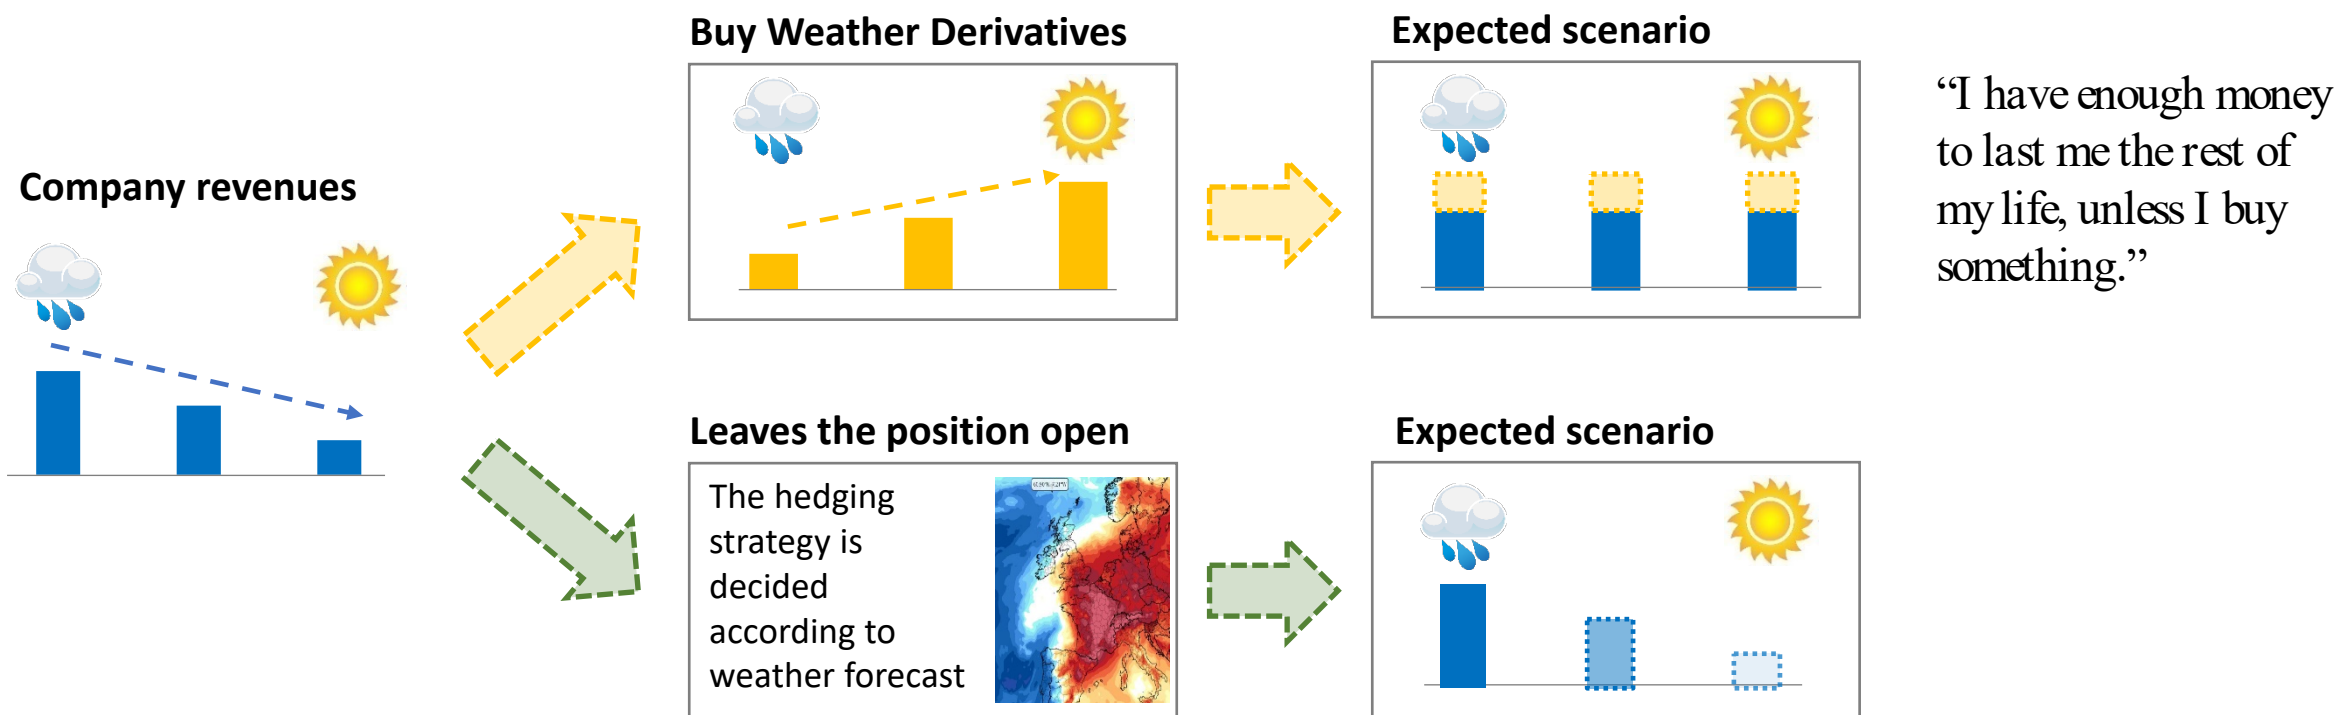 Buy Weather Derivatives
Expected scenario
“I have enough money
to last me the rest of
my life, unless I buy
something.”
Company revenues
Leaves the position open
Expected scenario
The hedging
strategy is
decided
according to
weather forecast